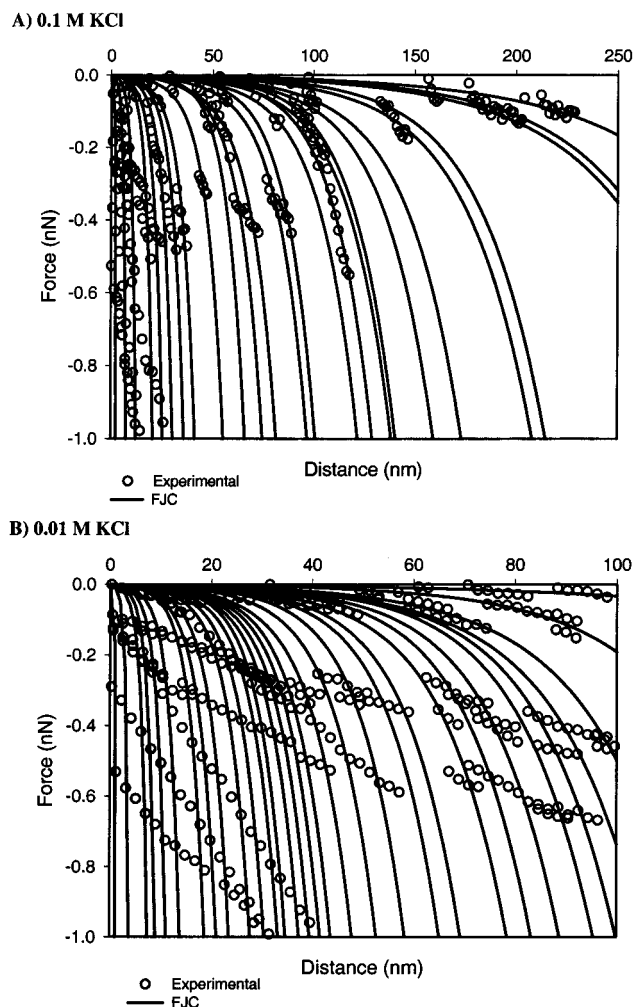 A) 0.1 M KCl
0 50 100 150 200 250
0.0
-0.2
-0.4
-0.6
-0.8
-1.0
Force (nN)
Distance (nm)
Experimental
FJC
B) 0.01 M KCl
0 20 40 60 80 100
0.0
-0.2
-0.4
-0.6
-0.8
-1.0
Force (nN)
Distance (nm)
Experimental
FJC